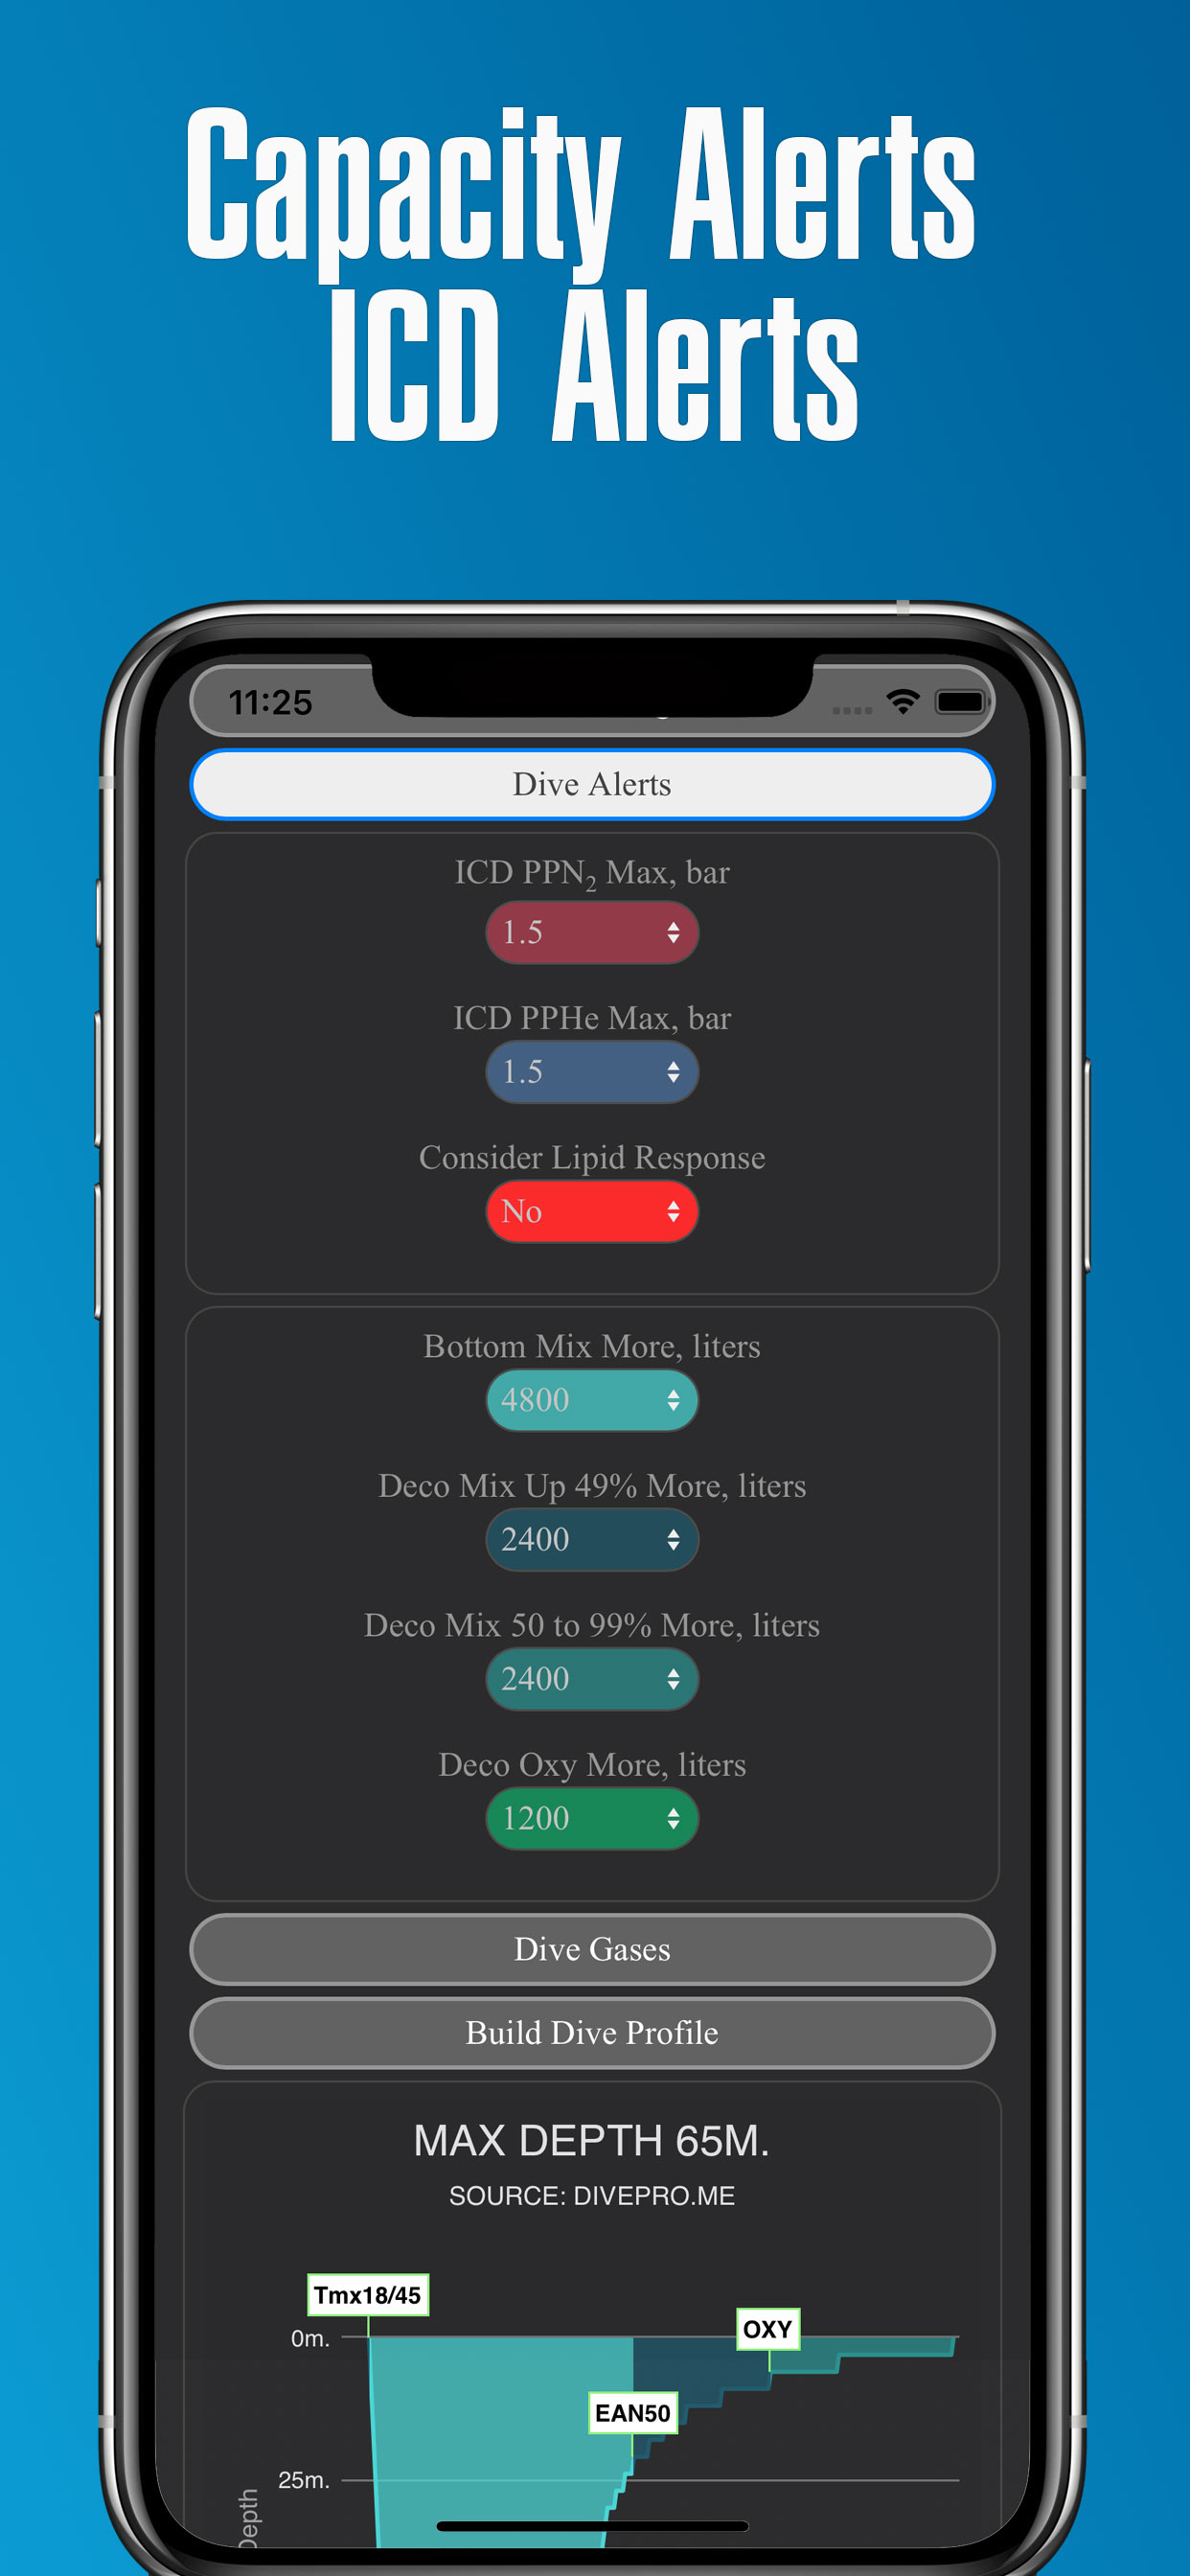 Capacity Alerts
ICD Alerts
11:25
Dive Alerts
ICD PPN₂ Max, bar
1.5
ICD PPHe Max, bar
1.5
Consider Lipid Response
No
Bottom Mix More, liters
4800
Deco Mix Up 49% More, liters
2400
Deco Mix 50 to 99% More, liters
2400
Deco Oxy More, liters
1200
Dive Gases
Build Dive Profile
MAX DEPTH 65M.
SOURCE: DIVEPRO.ME
Tmx18/45
OXY
0m.
EAN50
25m.
Depth